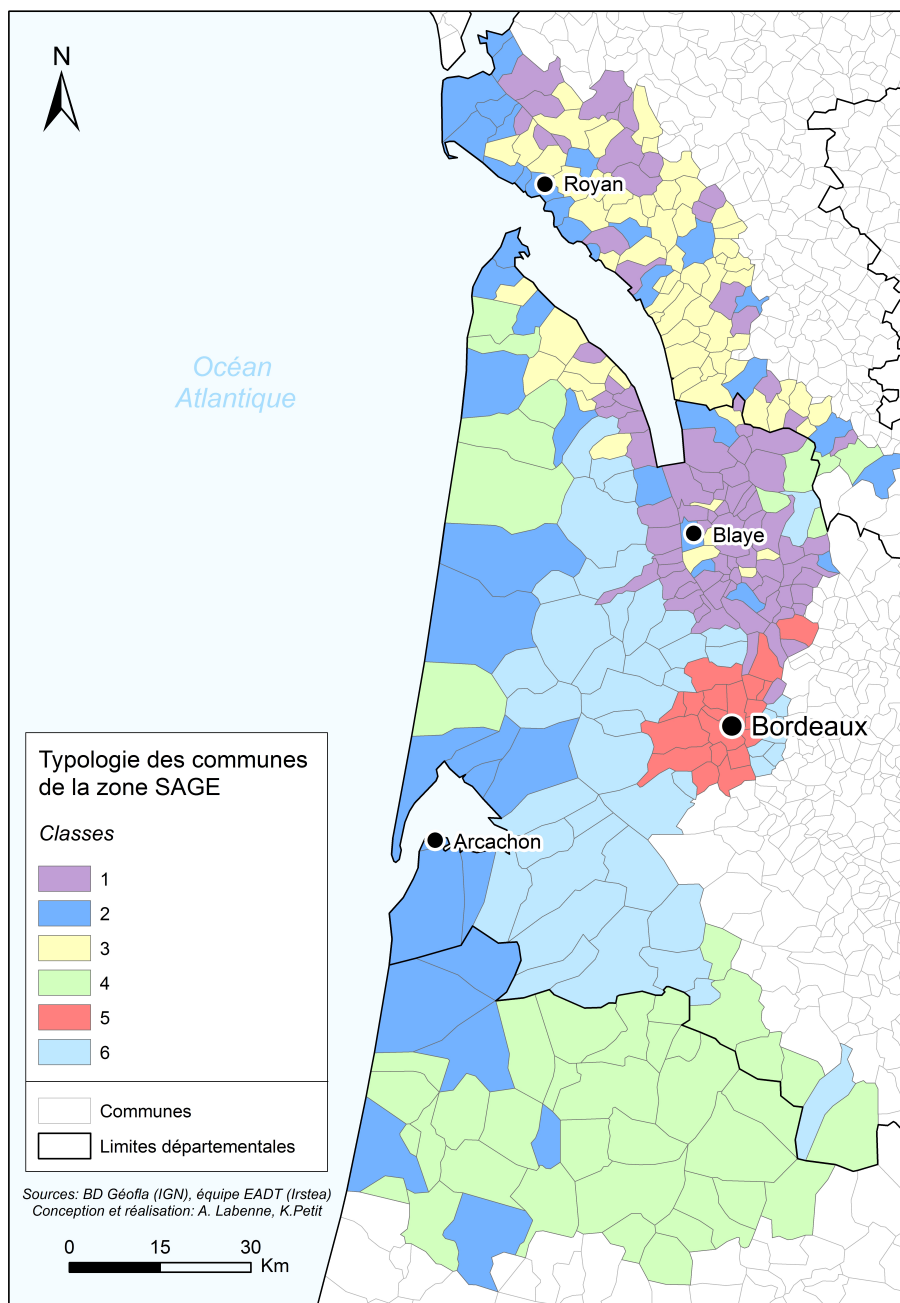 N
Royan
Océan
Atlantique
Blaye
Bordeaux
Arcachon
Typologie des communes
de la zone SAGE
Classes
1
2
3
4
5
6
Communes
Limites départementales
Sources: BD Géofla (IGN), équipe EADT (Irstea)
Conception et réalisation: A. Labenne, K.Petit
0 15 30
Km